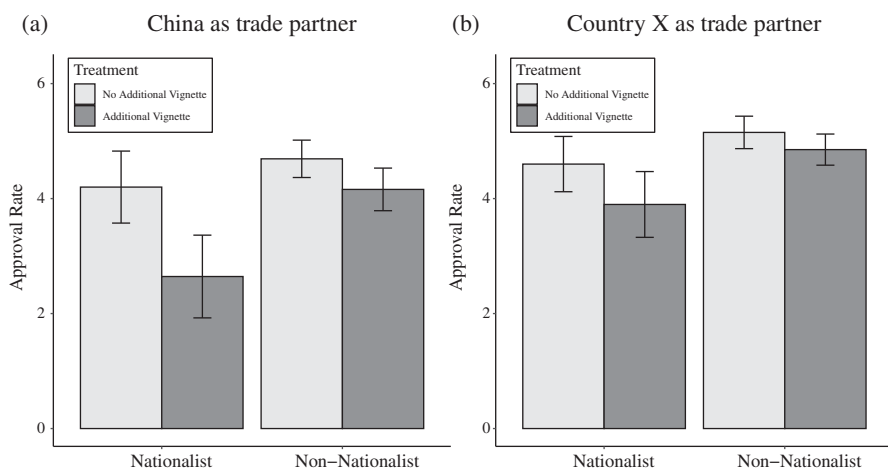 (a) China as trade partner
Treatment
No Additional Vignette
Additional Vignette
Approval Rate
6
4
2
0
Nationalist Non−Nationalist
(b) Country X as trade partner
Treatment
No Additional Vignette
Additional Vignette
Approval Rate
6
4
2
0
Nationalist Non−Nationalist